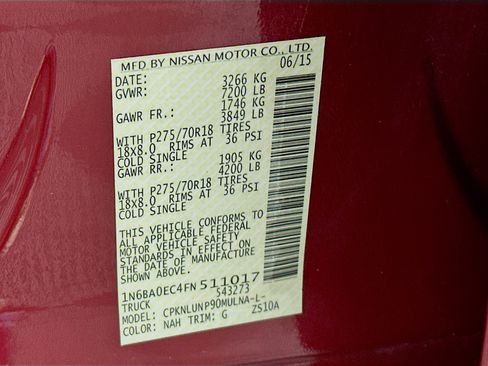 MFD BY NISSAN MOTOR CO., LTD.
DATE: 06/15
GVWR: 3266 KG
7200 LB
GAWR FR.: 1746 KG
3849 LB
WITH P275/70R18 TIRES
18X8.0 RIMS AT 36 PSI
COLD SINGLE
GAWR RR.: 1905 KG
4200 LB
WITH P275/70R18 TIRES
18X8.0 RIMS AT 36 PSI
COLD SINGLE
THIS VEHICLE CONFORMS TO
ALL APPLICABLE FEDERAL
MOTOR VEHICLE SAFETY
STANDARDS IN EFFECT ON
THE DATE OF MANUFACTURE
SHOWN ABOVE.
1N6BA0EC4FN511017
TRUCK 543273
MODEL: CPKNLUNP90MULNA-L-
COLOR: NAH TRIM: G ZS10A